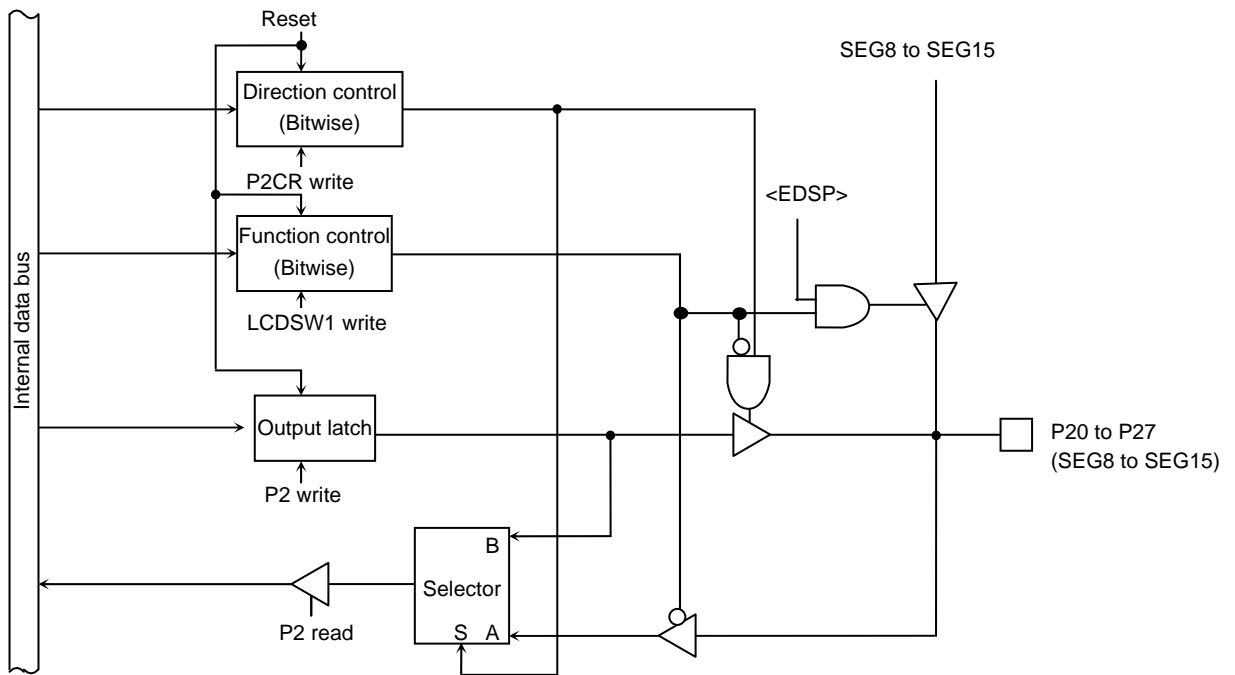 Reset
SEG8 to SEG15
Direction control
(Bitwise)
P2CR write
<EDSP>
Function control
(Bitwise)
LCDSW1 write
Internal data bus
Output latch
P20 to P27
(SEG8 to SEG15)
P2 write
B
Selector
S A
P2 read